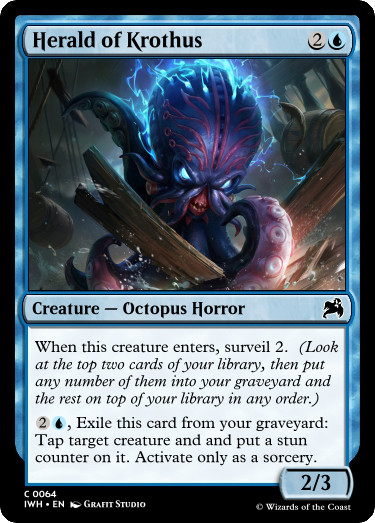 Herald of Krothus 2
Creature — Octopus Horror
When this creature enters, surveil 2. (Look
at the top two cards of your library, then put
any number of them into your graveyard and
the rest on top of your library in any order.)
2, Exile this card from your graveyard:
Tap target creature and and put a stun
counter on it. Activate only as a sorcery.
2/3
C 0064
IWH • EN Grafit Studio
© Wizards of the Coast